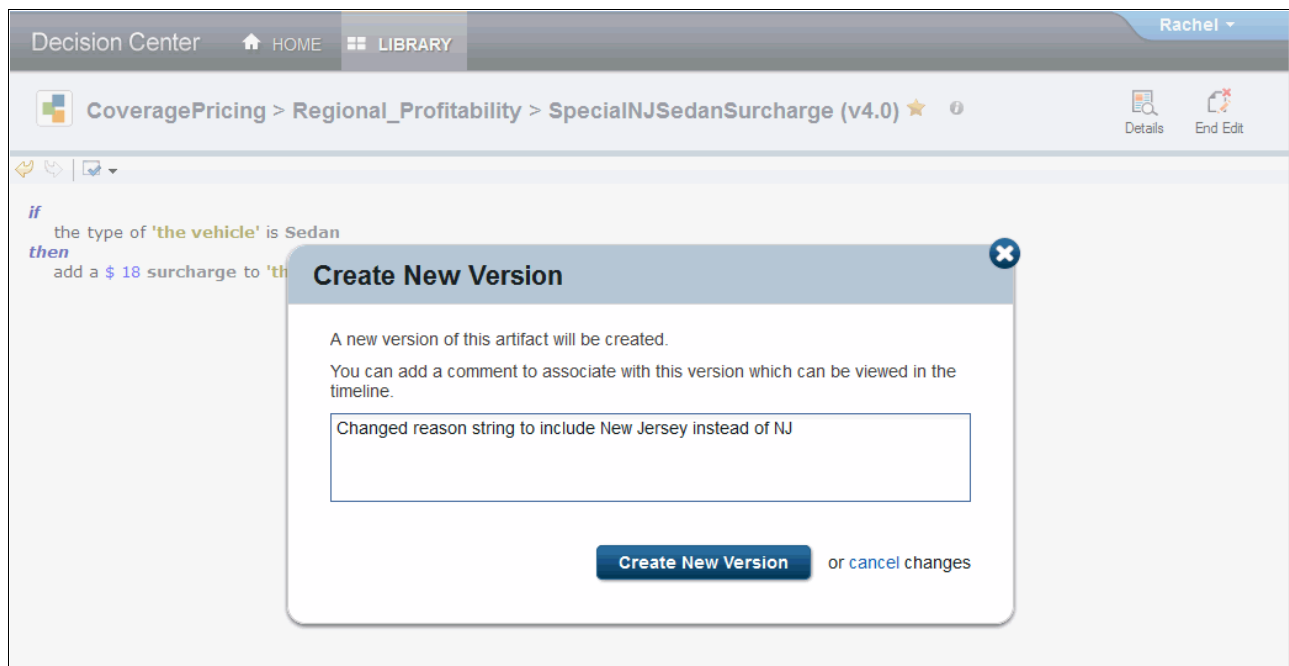 Rachel
Decision Center HOME LIBRARY
CoveragePricing > Regional_Profitability > SpecialNJSedanSurcharge (v4.0)
Details End Edit
if
the type of 'the vehicle' is Sedan
then
add a $ 18 surcharge to 'th
Create New Version
A new version of this artifact will be created.
You can add a comment to associate with this version which can be viewed in the
timeline.
Changed reason string to include New Jersey instead of NJ
Create New Version or cancel changes